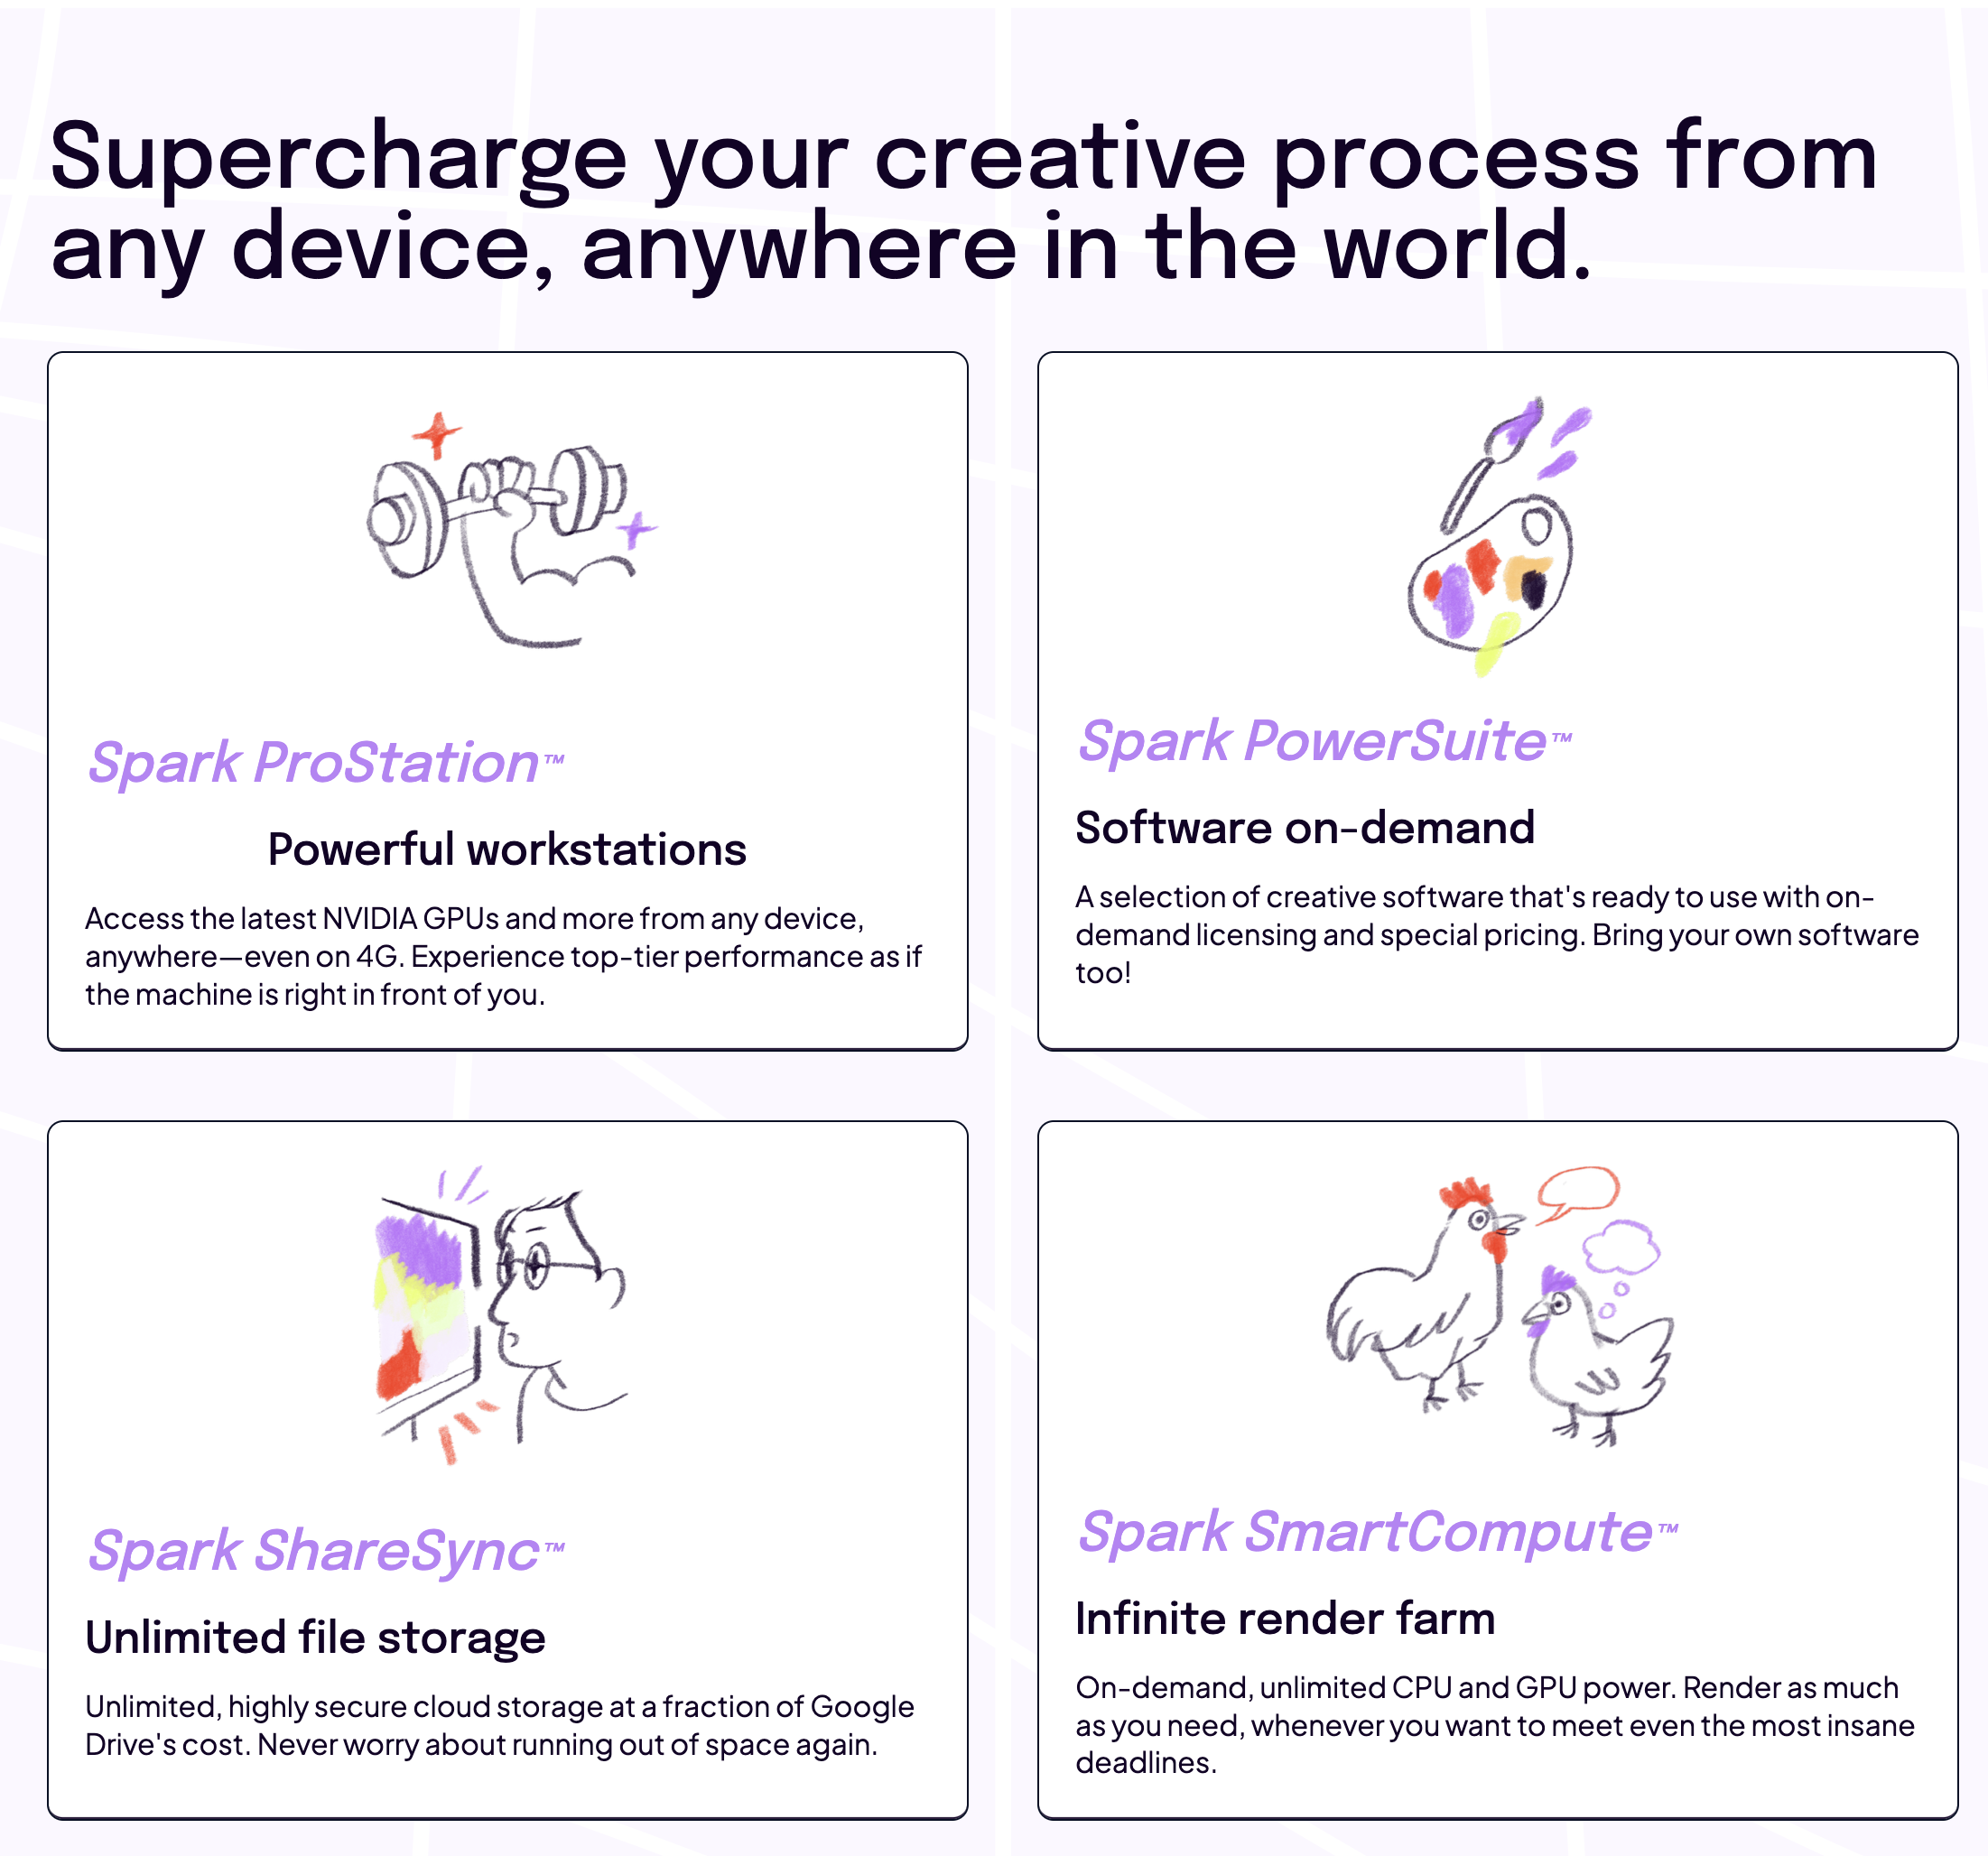 Supercharge your creative process from
any device, anywhere in the world.
Spark ProStation™
Powerful workstations
Access the latest NVIDIA GPUs and more from any device,
anywhere—even on 4G. Experience top-tier performance as if
the machine is right in front of you.
Spark PowerSuite™
Software on-demand
A selection of creative software that's ready to use with on-
demand licensing and special pricing. Bring your own software
too!
Spark ShareSync™
Unlimited file storage
Unlimited, highly secure cloud storage at a fraction of Google
Drive's cost. Never worry about running out of space again.
Spark SmartCompute™
Infinite render farm
On-demand, unlimited CPU and GPU power. Render as much
as you need, whenever you want to meet even the most insane
deadlines.